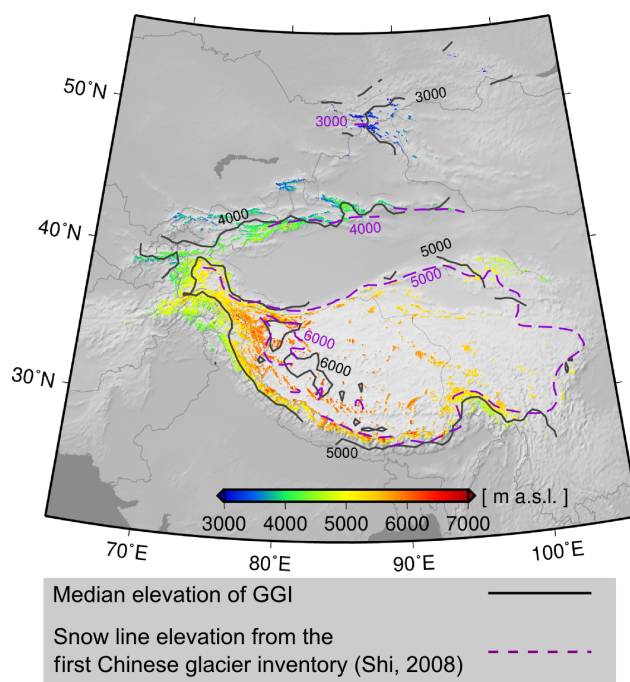 50˚N
3000
3000
4000
4000
40˚N
5000
5000
6000
6000
30˚N
5000
[ m a.s.l. ]
3000 4000 5000 6000 7000
70˚E 80˚E 90˚E 100˚E
Median elevation of GGI
Snow line elevation from the
first Chinese glacier inventory (Shi, 2008)